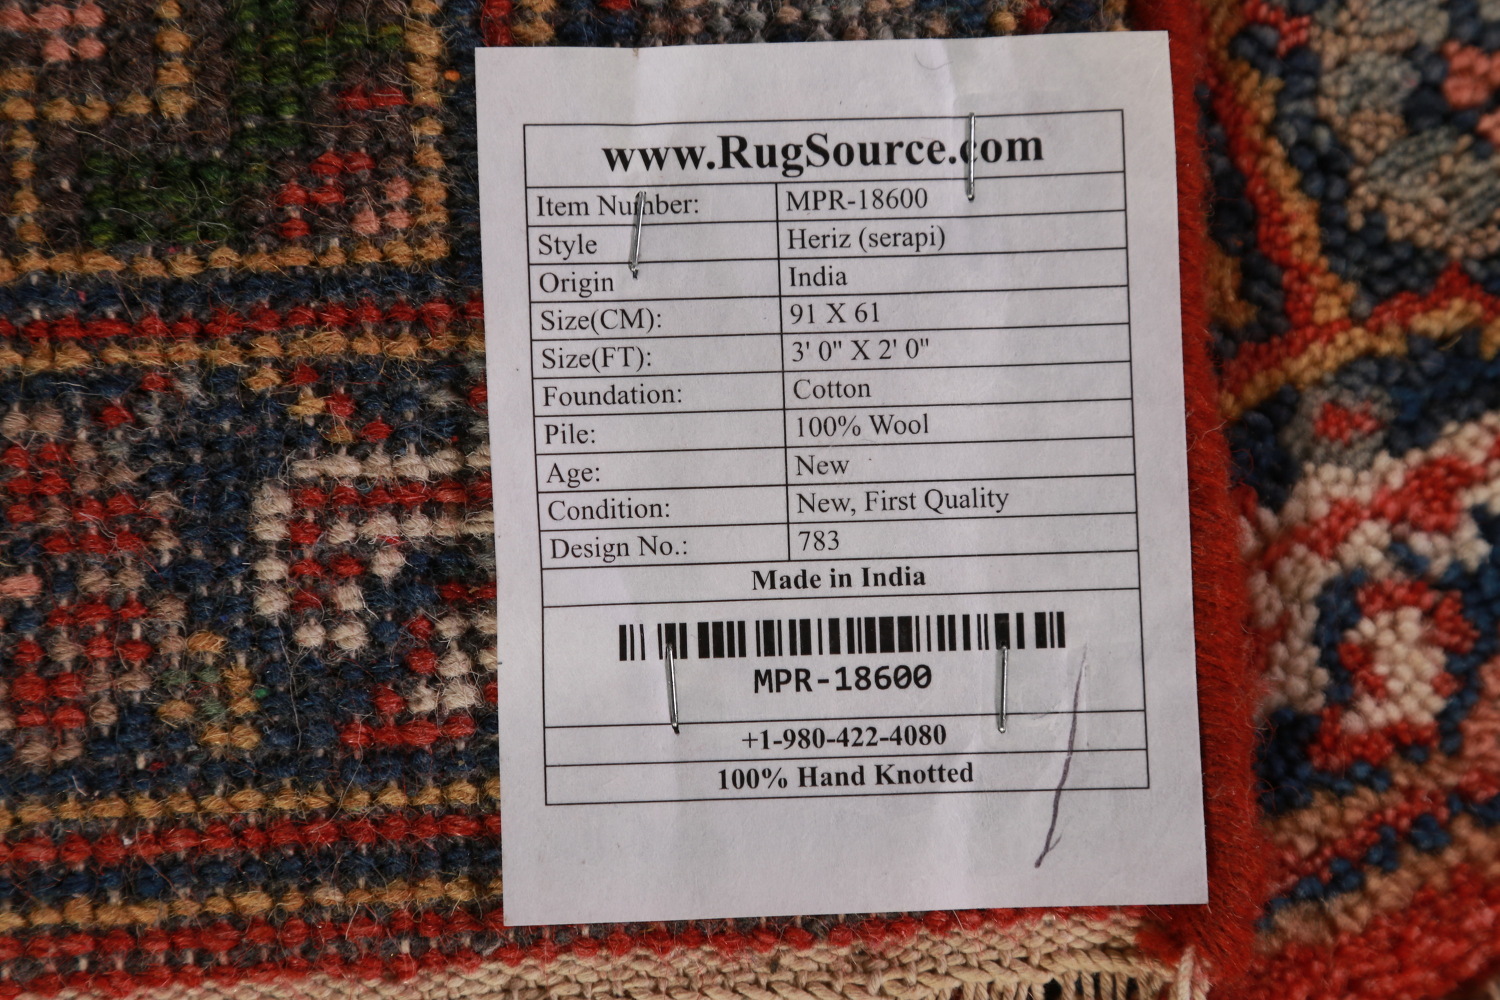 www.RugSource.com
Item Number: MPR-18600
Style Heriz (serapi)
Origin India
Size(CM): 91 X 61
Size(FT): 3' 0" X 2' 0"
Foundation: Cotton
Pile: 100% Wool
Age: New
Condition: New, First Quality
Design No.: 783
Made in India
MPR-18600
+1-980-422-4080
100% Hand Knotted